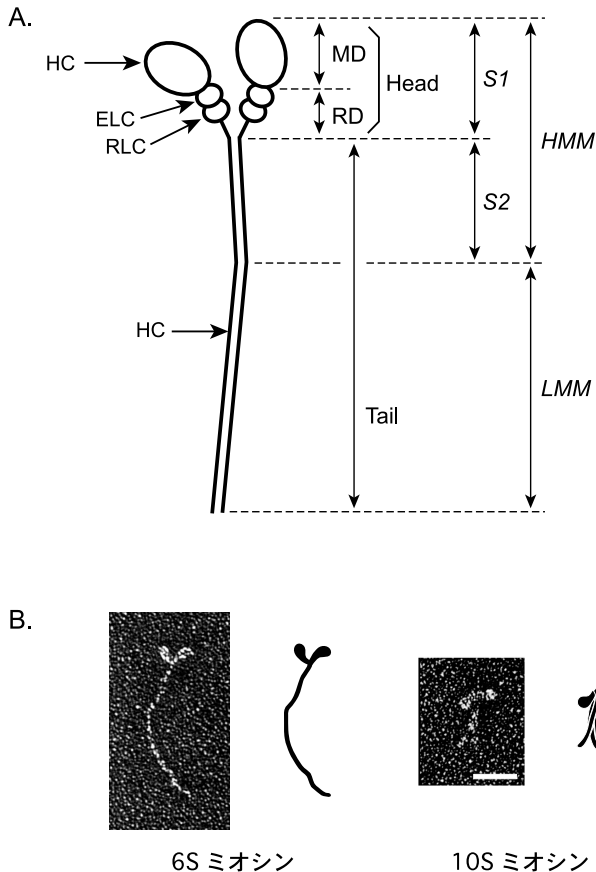 A.
HC
ELC
RLC
MD
RD
Head
S1
S2
HMM
HC
Tail
LMM
B.
6S ミオシン
10S ミオシン